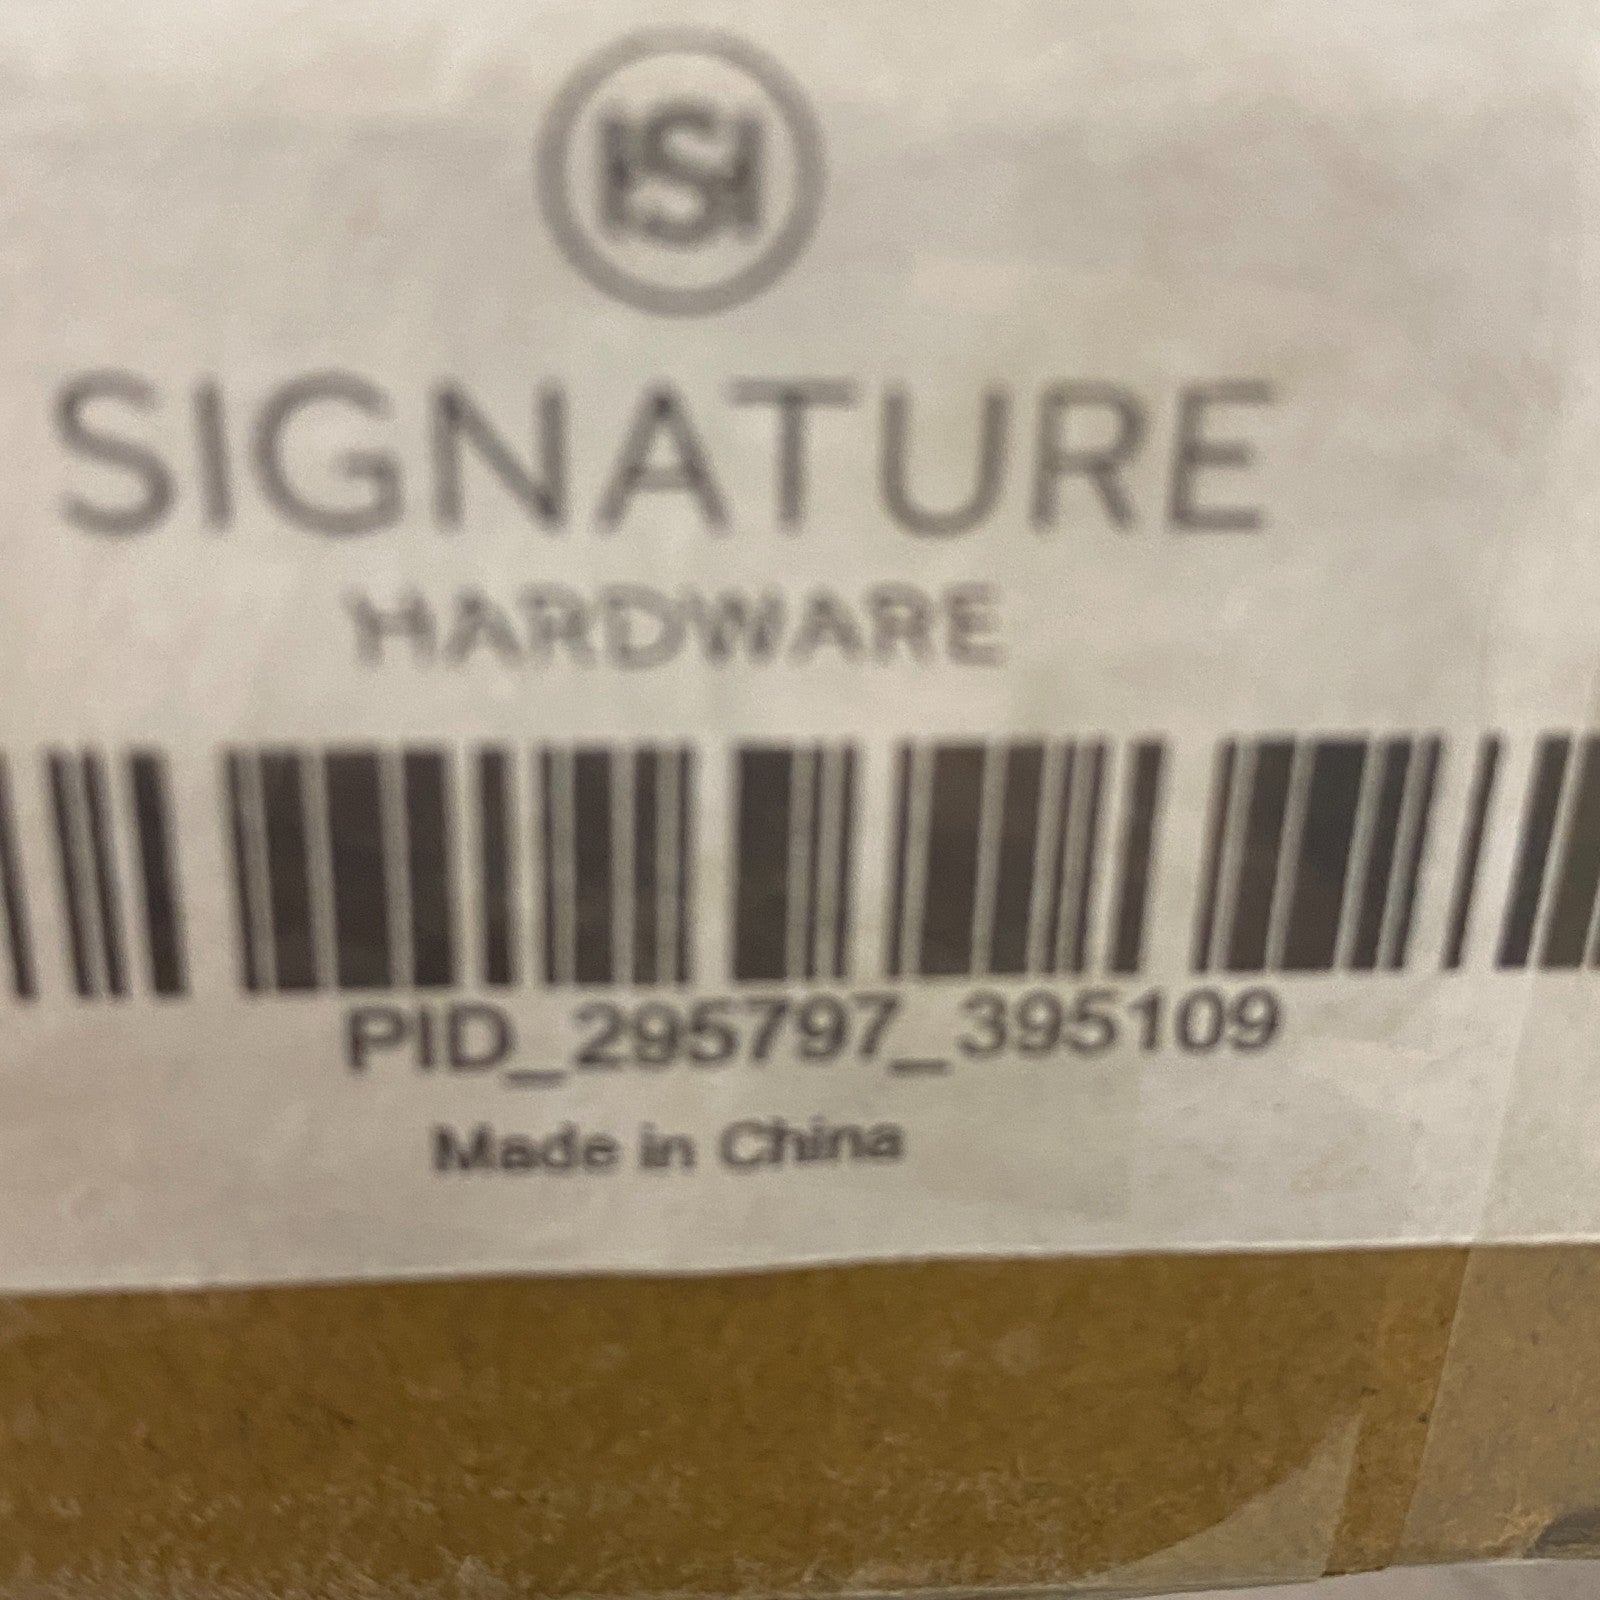 SH
SIGNATURE
HARDWARE
PID_295797_395109
Made in China